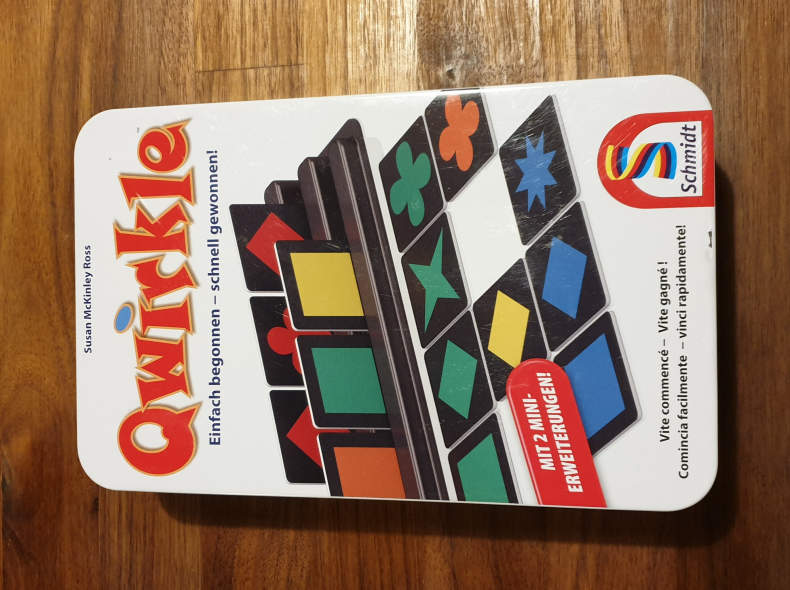 Susan McKinley Ross
Qwirkle
Einfach begonnen – schnell gewonnen!
MIT 2 MINI-
ERWEITERUNGEN!
Vite commencé – Vite gagné !
Comincia facilmente – vinci rapidamente!
Schmidt